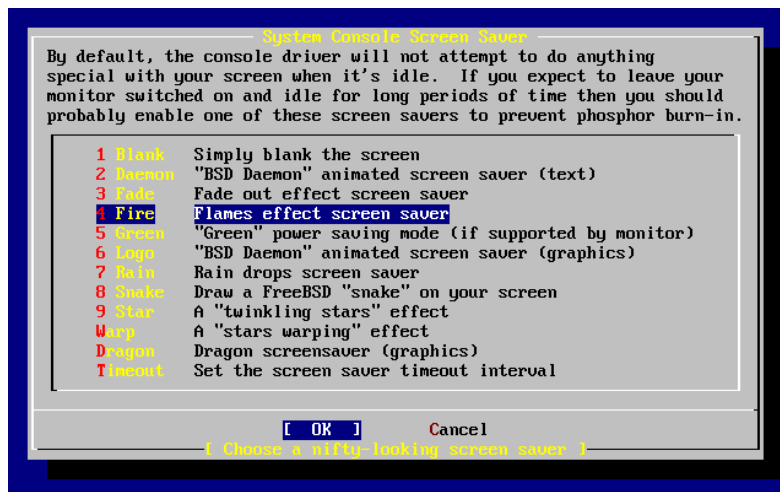 System Console Screen Saver
By default, the console driver will not attempt to do anything
special with your screen when it's idle.  If you expect to leave your
monitor switched on and idle for long periods of time then you should
probably enable one of these screen savers to prevent phosphor burn-in.
1 Blank   Simply blank the screen
2 Daemon  "BSD Daemon" animated screen saver (text)
3 Fade    Fade out effect screen saver
4 Fire    Flames effect screen saver
5 Green   "Green" power saving mode (if supported by monitor)
6 Logo    "BSD Daemon" animated screen saver (graphics)
7 Rain    Rain drops screen saver
8 Snake   Draw a FreeBSD "snake" on your screen
9 Star    A "twinkling stars" effect
Warp      A "stars warping" effect
Dragon    Dragon screensaver (graphics)
Timeout   Set the screen saver timeout interval
[  OK  ]       Cancel
[ Choose a nifty-looking screen saver ]